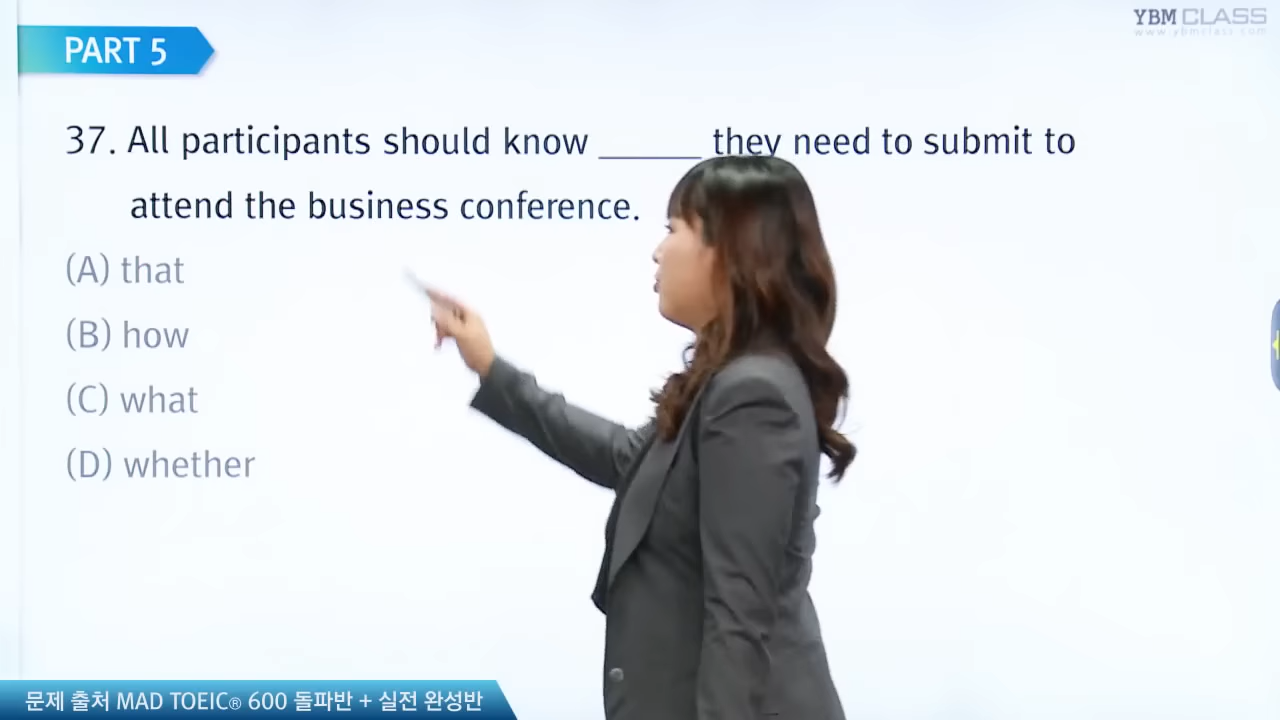 YBM CLASS
www.ybmclass.com
PART 5
37. All participants should know ______ they need to submit to
attend the business conference.
(A) that
(B) how
(C) what
(D) whether
문제 출처 MAD TOEIC® 600 돌파반 + 실전 완성반